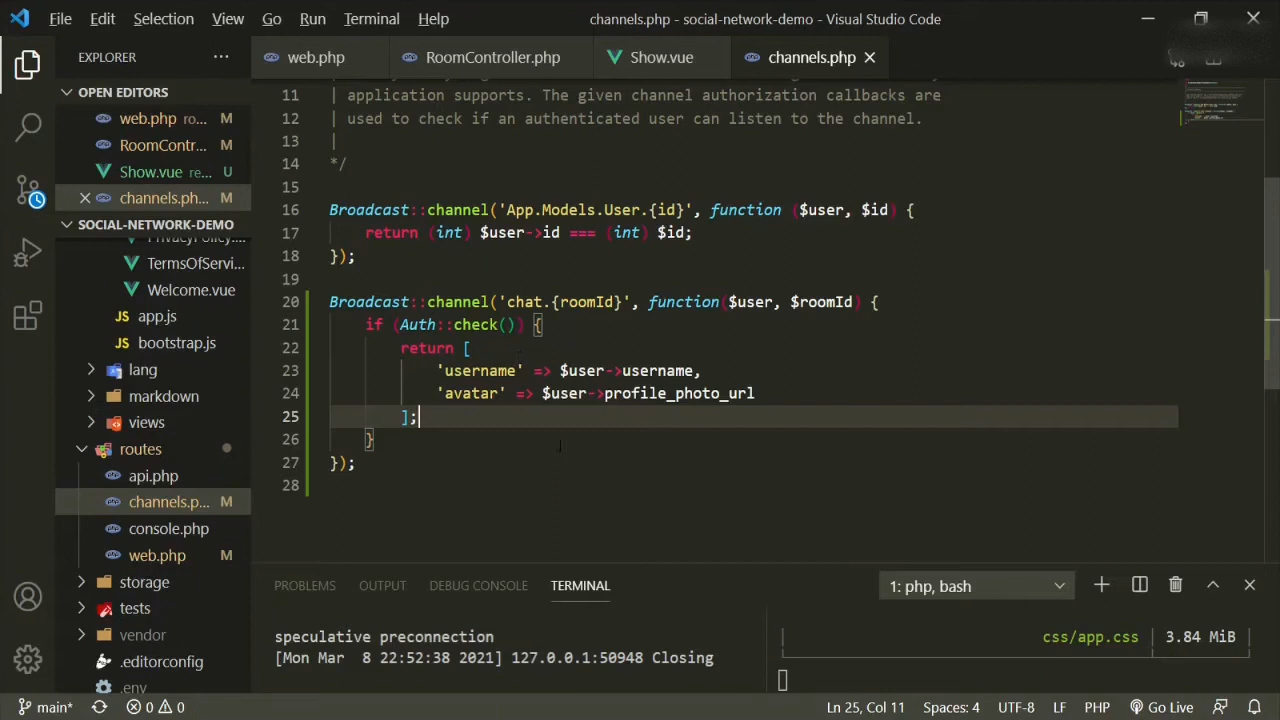 File Edit Selection View Go Run Terminal Help channels.php - social-network-demo - Visual Studio Code
EXPLORER ...
web.php RoomController.php Show.vue channels.php
OPEN EDITORS
web.php ro... M
RoomContr... M
Show.vue re... U
channels.ph... M
SOCIAL-NETWORK-DEMO
TermsOfServi...
Welcome.vue
app.js
bootstrap.js
lang
markdown
views
routes
api.php
channels.p... M
console.php
web.php M
storage
tests
vendor
.editorconfig
.env
11 | application supports. The given channel authorization callbacks are
12 | used to check if an authenticated user can listen to the channel.
13 |
14 */
15
16 Broadcast::channel('App.Models.User.{id}', function ($user, $id) {
17 return (int) $user->id === (int) $id;
18 });
19
20 Broadcast::channel('chat.{roomId}', function($user, $roomId) {
21 if (Auth::check()) {
22 return [
23 'username' => $user->username,
24 'avatar' => $user->profile_photo_url
25 ];
26 }
27 });
28
PROBLEMS OUTPUT DEBUG CONSOLE TERMINAL 1: php, bash
speculative preconnection
[Mon Mar  8 22:52:38 2021] 127.0.0.1:50948 Closing
css/app.css | 3.84 MiB
main* 0 0 Ln 25, Col 11 Spaces: 4 UTF-8 LF PHP Go Live